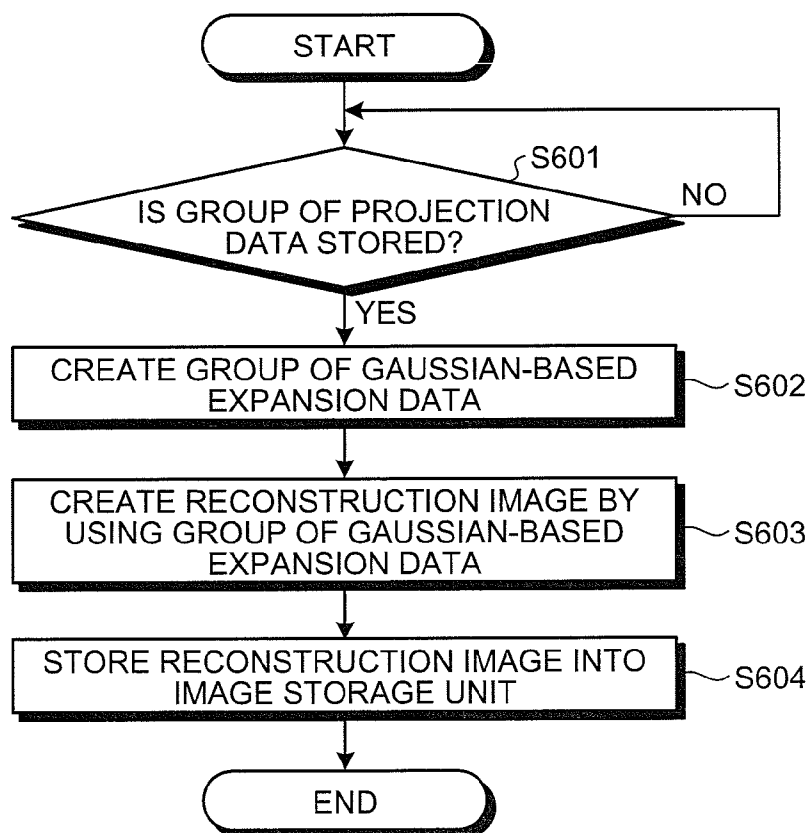 START
S601
IS GROUP OF PROJECTION
DATA STORED?
NO
YES
CREATE GROUP OF GAUSSIAN-BASED
EXPANSION DATA
S602
CREATE RECONSTRUCTION IMAGE BY
USING GROUP OF GAUSSIAN-BASED
EXPANSION DATA
S603
STORE RECONSTRUCTION IMAGE INTO
IMAGE STORAGE UNIT
S604
END